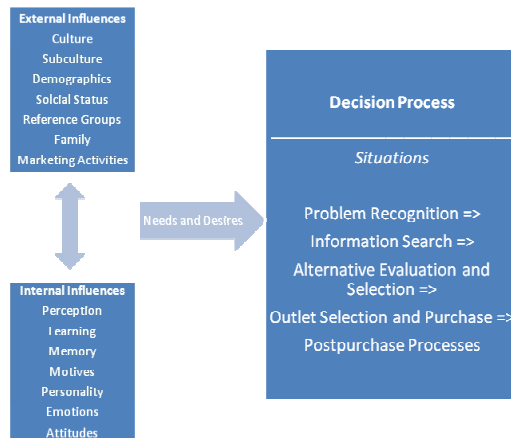 External Influences
Culture
Subculture
Demographics
Solcial Status
Reference Groups
Family
Marketing Activities
Needs and Desires
Internal Influences
Perception
Learning
Memory
Motives
Personality
Emotions
Attitudes
Decision Process
Situations
Problem Recognition =>
Information Search =>
Alternative Evaluation and
Selection =>
Outlet Selection and Purchase =>
Postpurchase Processes